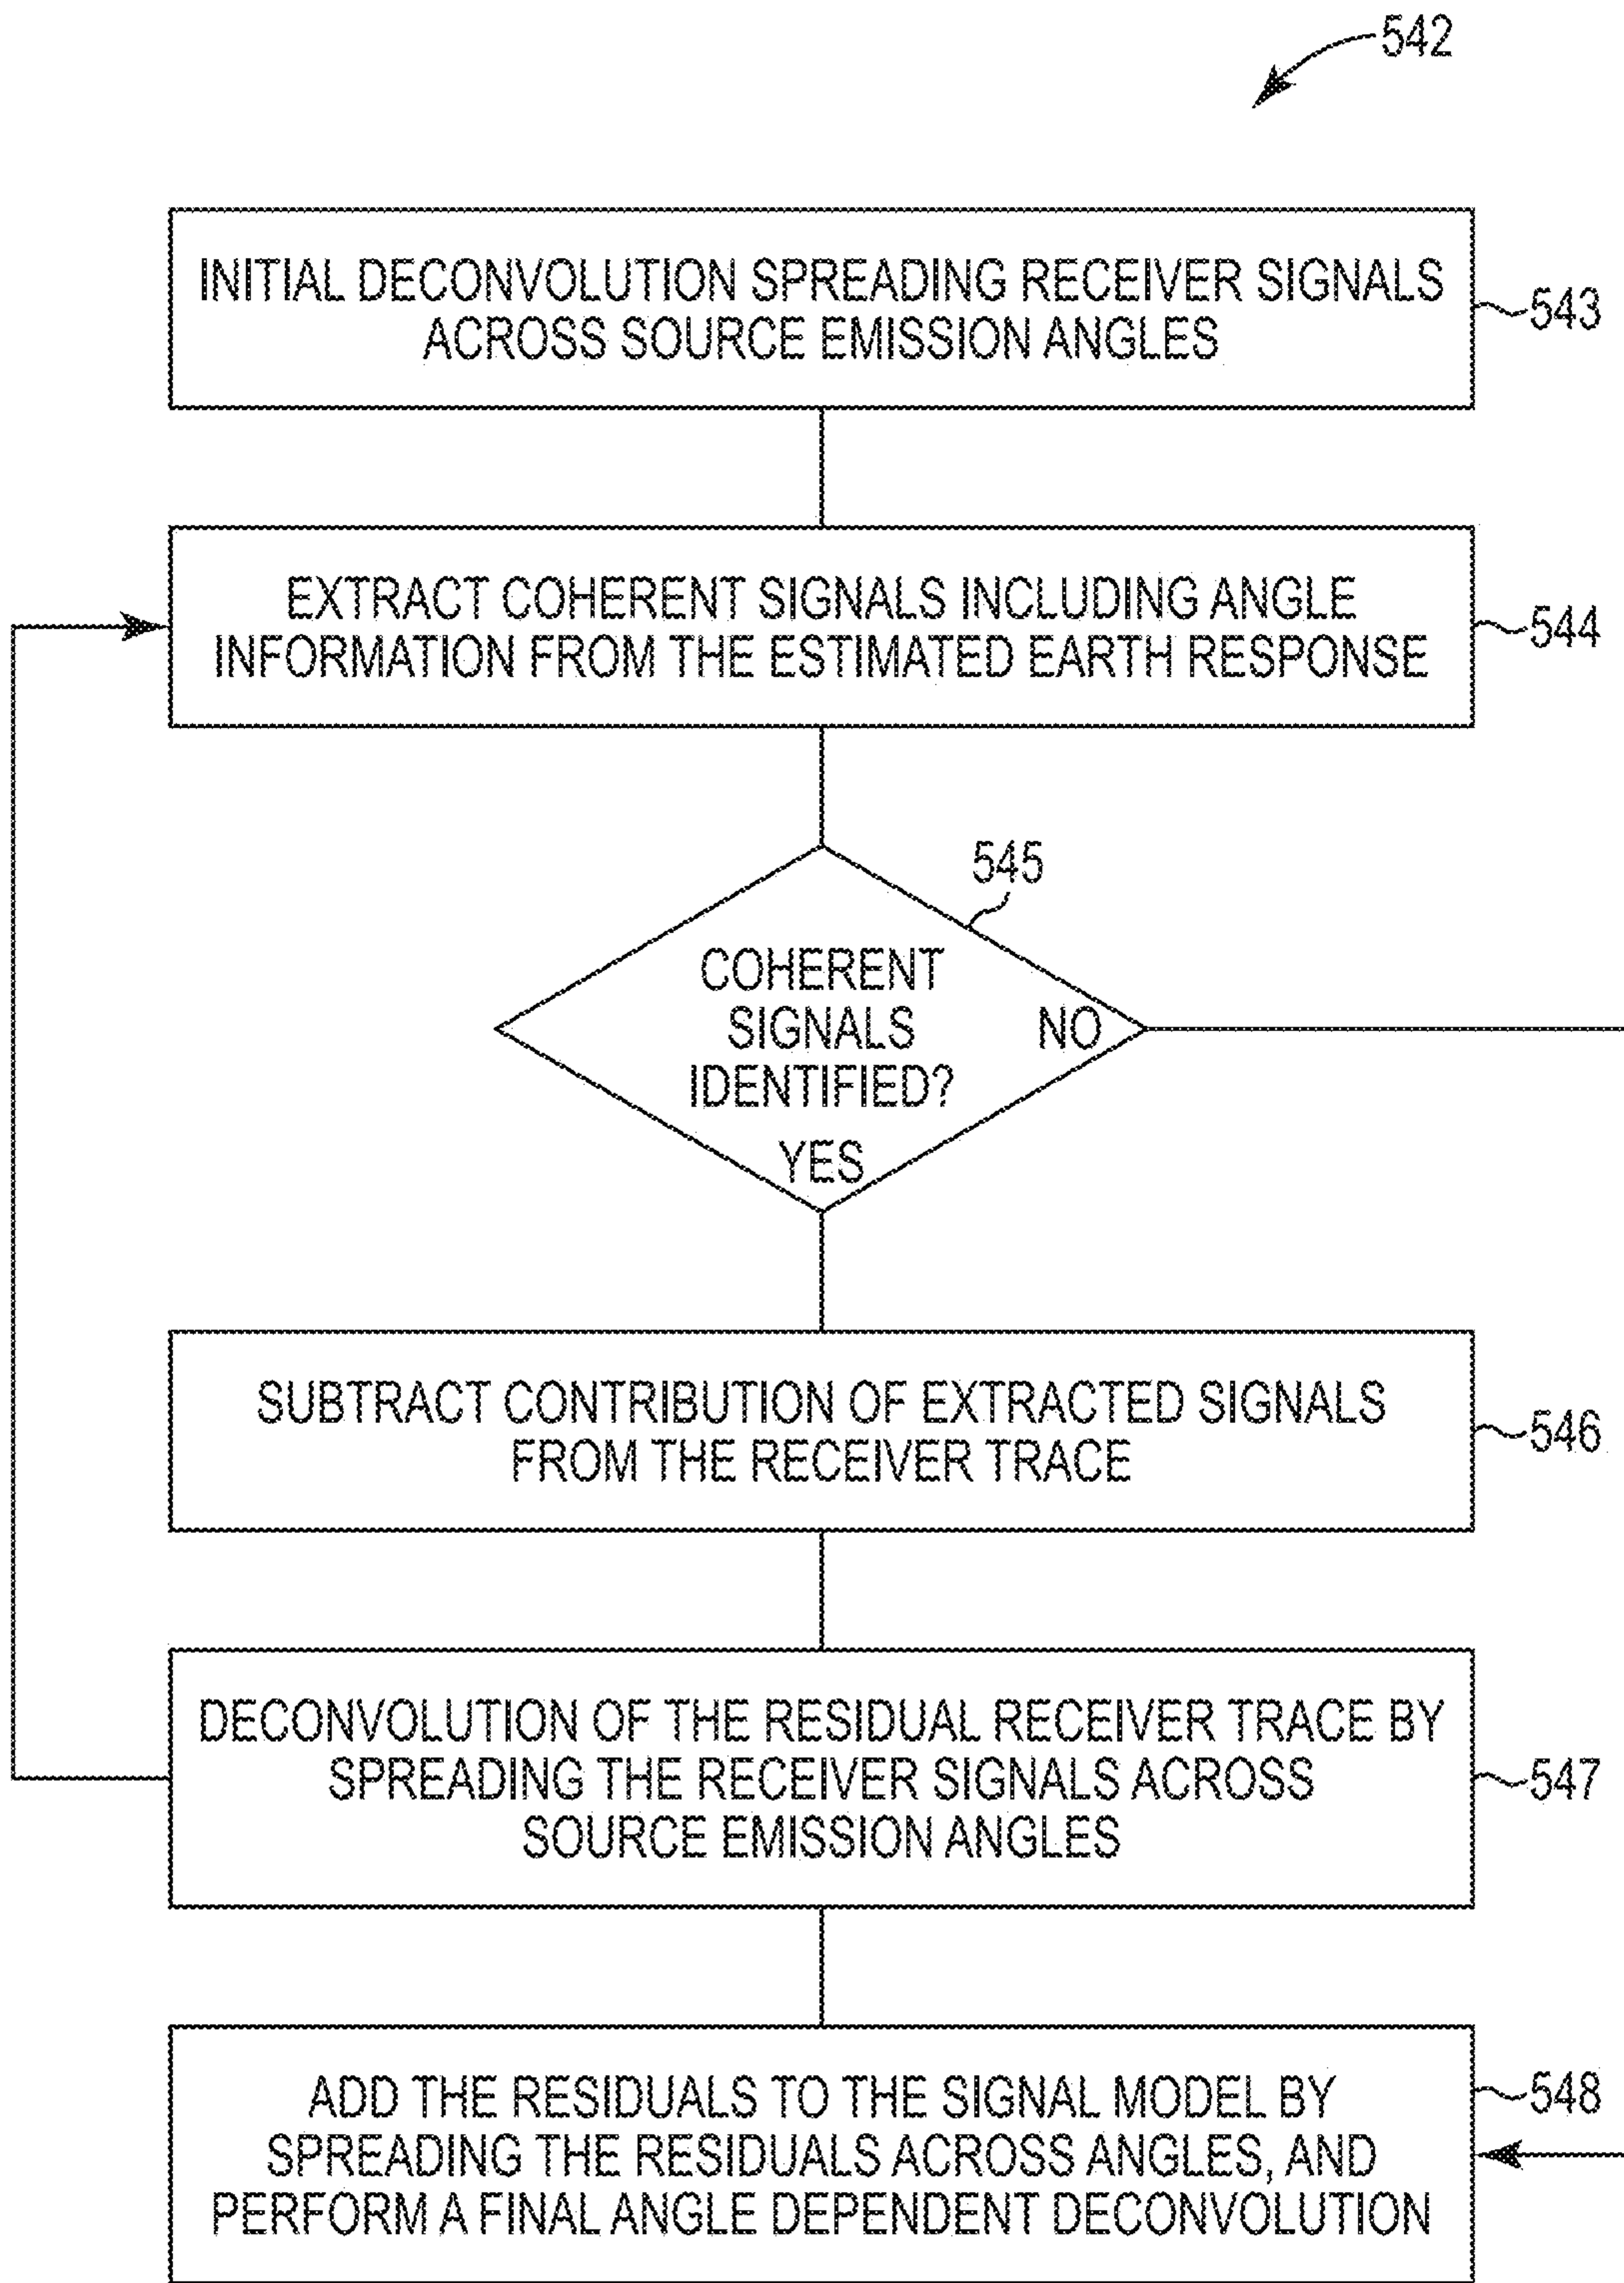 542
INITIAL DECONVOLUTION SPREADING RECEIVER SIGNALS
ACROSS SOURCE EMISSION ANGLES
543
EXTRACT COHERENT SIGNALS INCLUDING ANGLE
INFORMATION FROM THE ESTIMATED EARTH RESPONSE
544
545
COHERENT
SIGNALS
IDENTIFIED?
NO
YES
SUBTRACT CONTRIBUTION OF EXTRACTED SIGNALS
FROM THE RECEIVER TRACE
546
DECONVOLUTION OF THE RESIDUAL RECEIVER TRACE BY
SPREADING THE RECEIVER SIGNALS ACROSS
SOURCE EMISSION ANGLES
547
ADD THE RESIDUALS TO THE SIGNAL MODEL BY
SPREADING THE RESIDUALS ACROSS ANGLES, AND
PERFORM A FINAL ANGLE DEPENDENT DECONVOLUTION
548